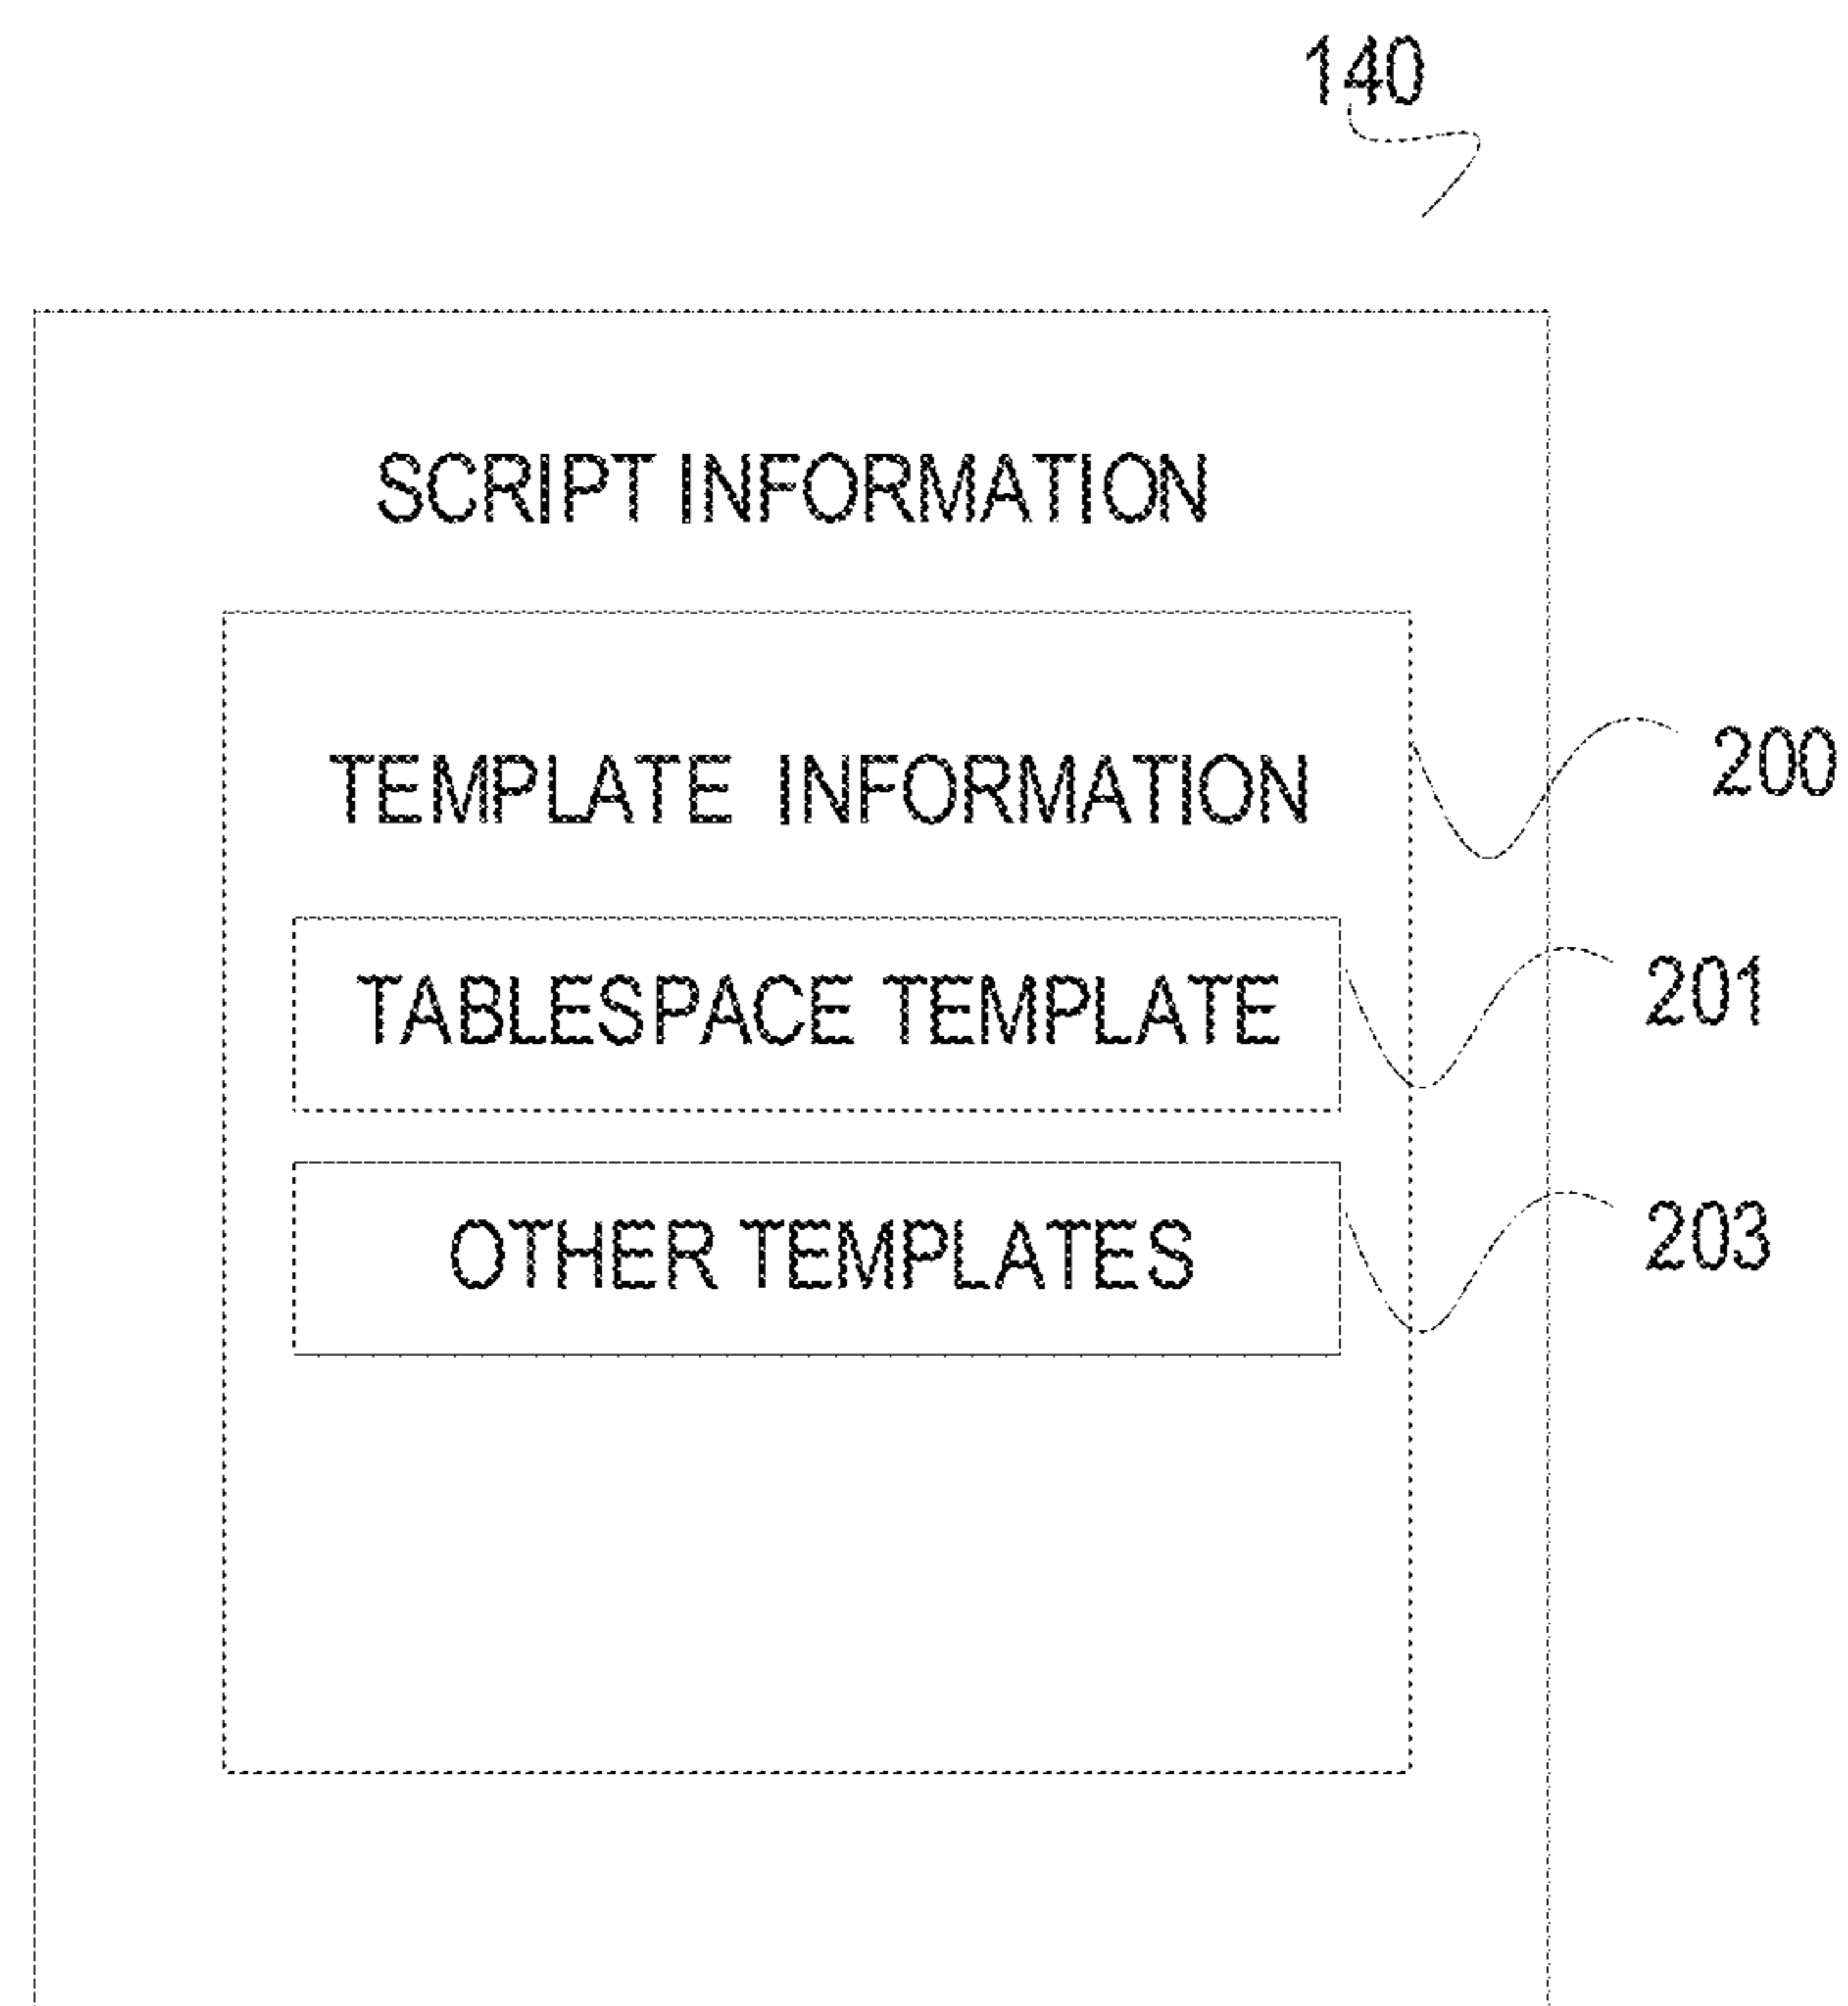 140
SCRIPT INFORMATION
TEMPLATE INFORMATION
200
TABLESPACE TEMPLATE
201
OTHER TEMPLATES
203